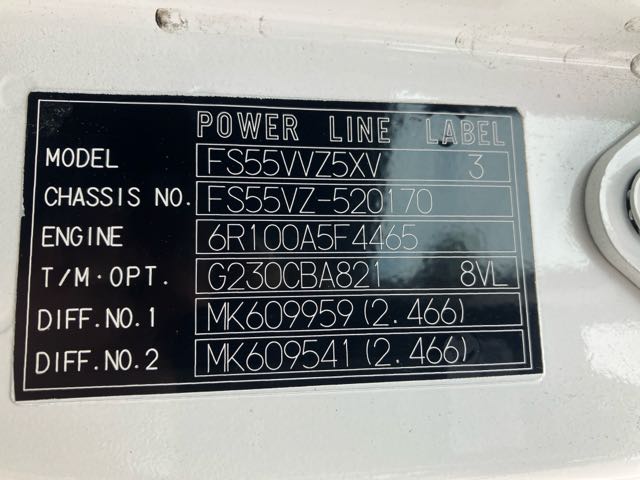 POWER LINE LABEL
MODEL FS55VVZ5XV 3
CHASSIS NO. FS55VZ-520170
ENGINE 6R100A5F4465
T/M·OPT. G230CBA821 8VL
DIFF.NO.1 MK609959(2.466)
DIFF.NO.2 MK609541(2.466)